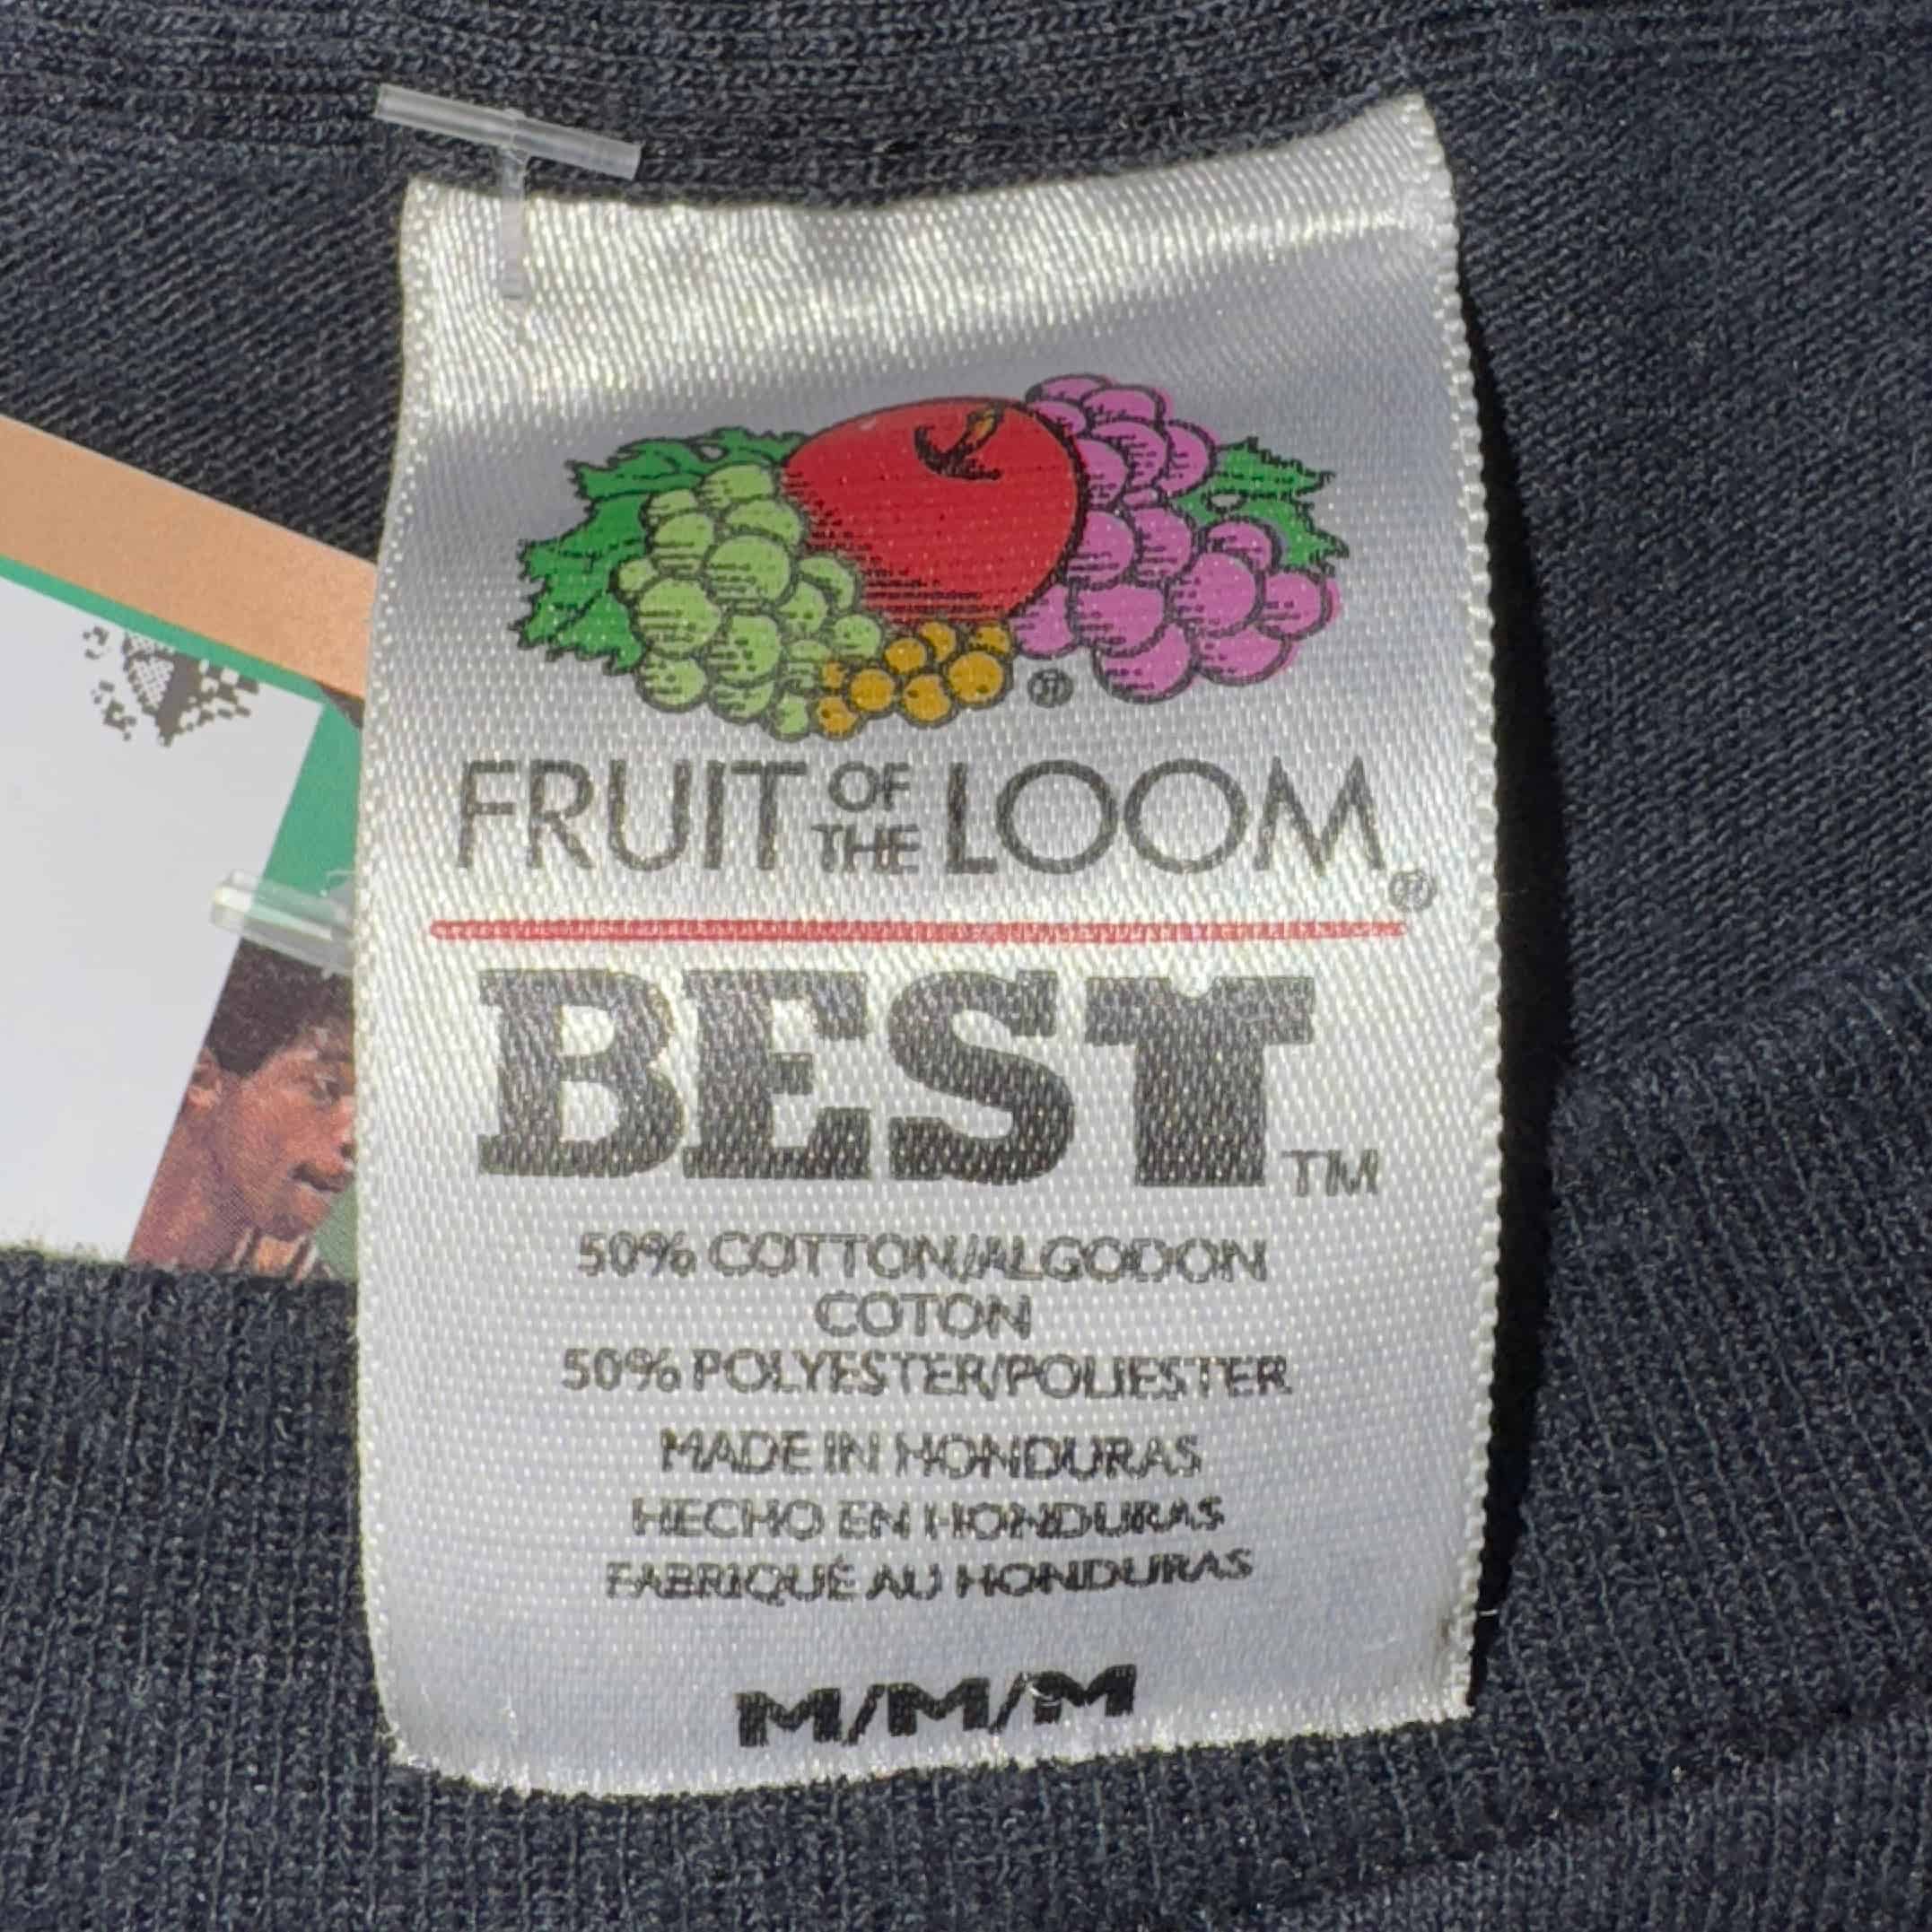 ®
FRUIT OF THE LOOM®
BEST™
50% COTTON/ALGODON
COTON
50% POLYESTER/POLIESTER
MADE IN HONDURAS
HECHO EN HONDURAS
FABRIQUÉ AU HONDURAS
M/M/M